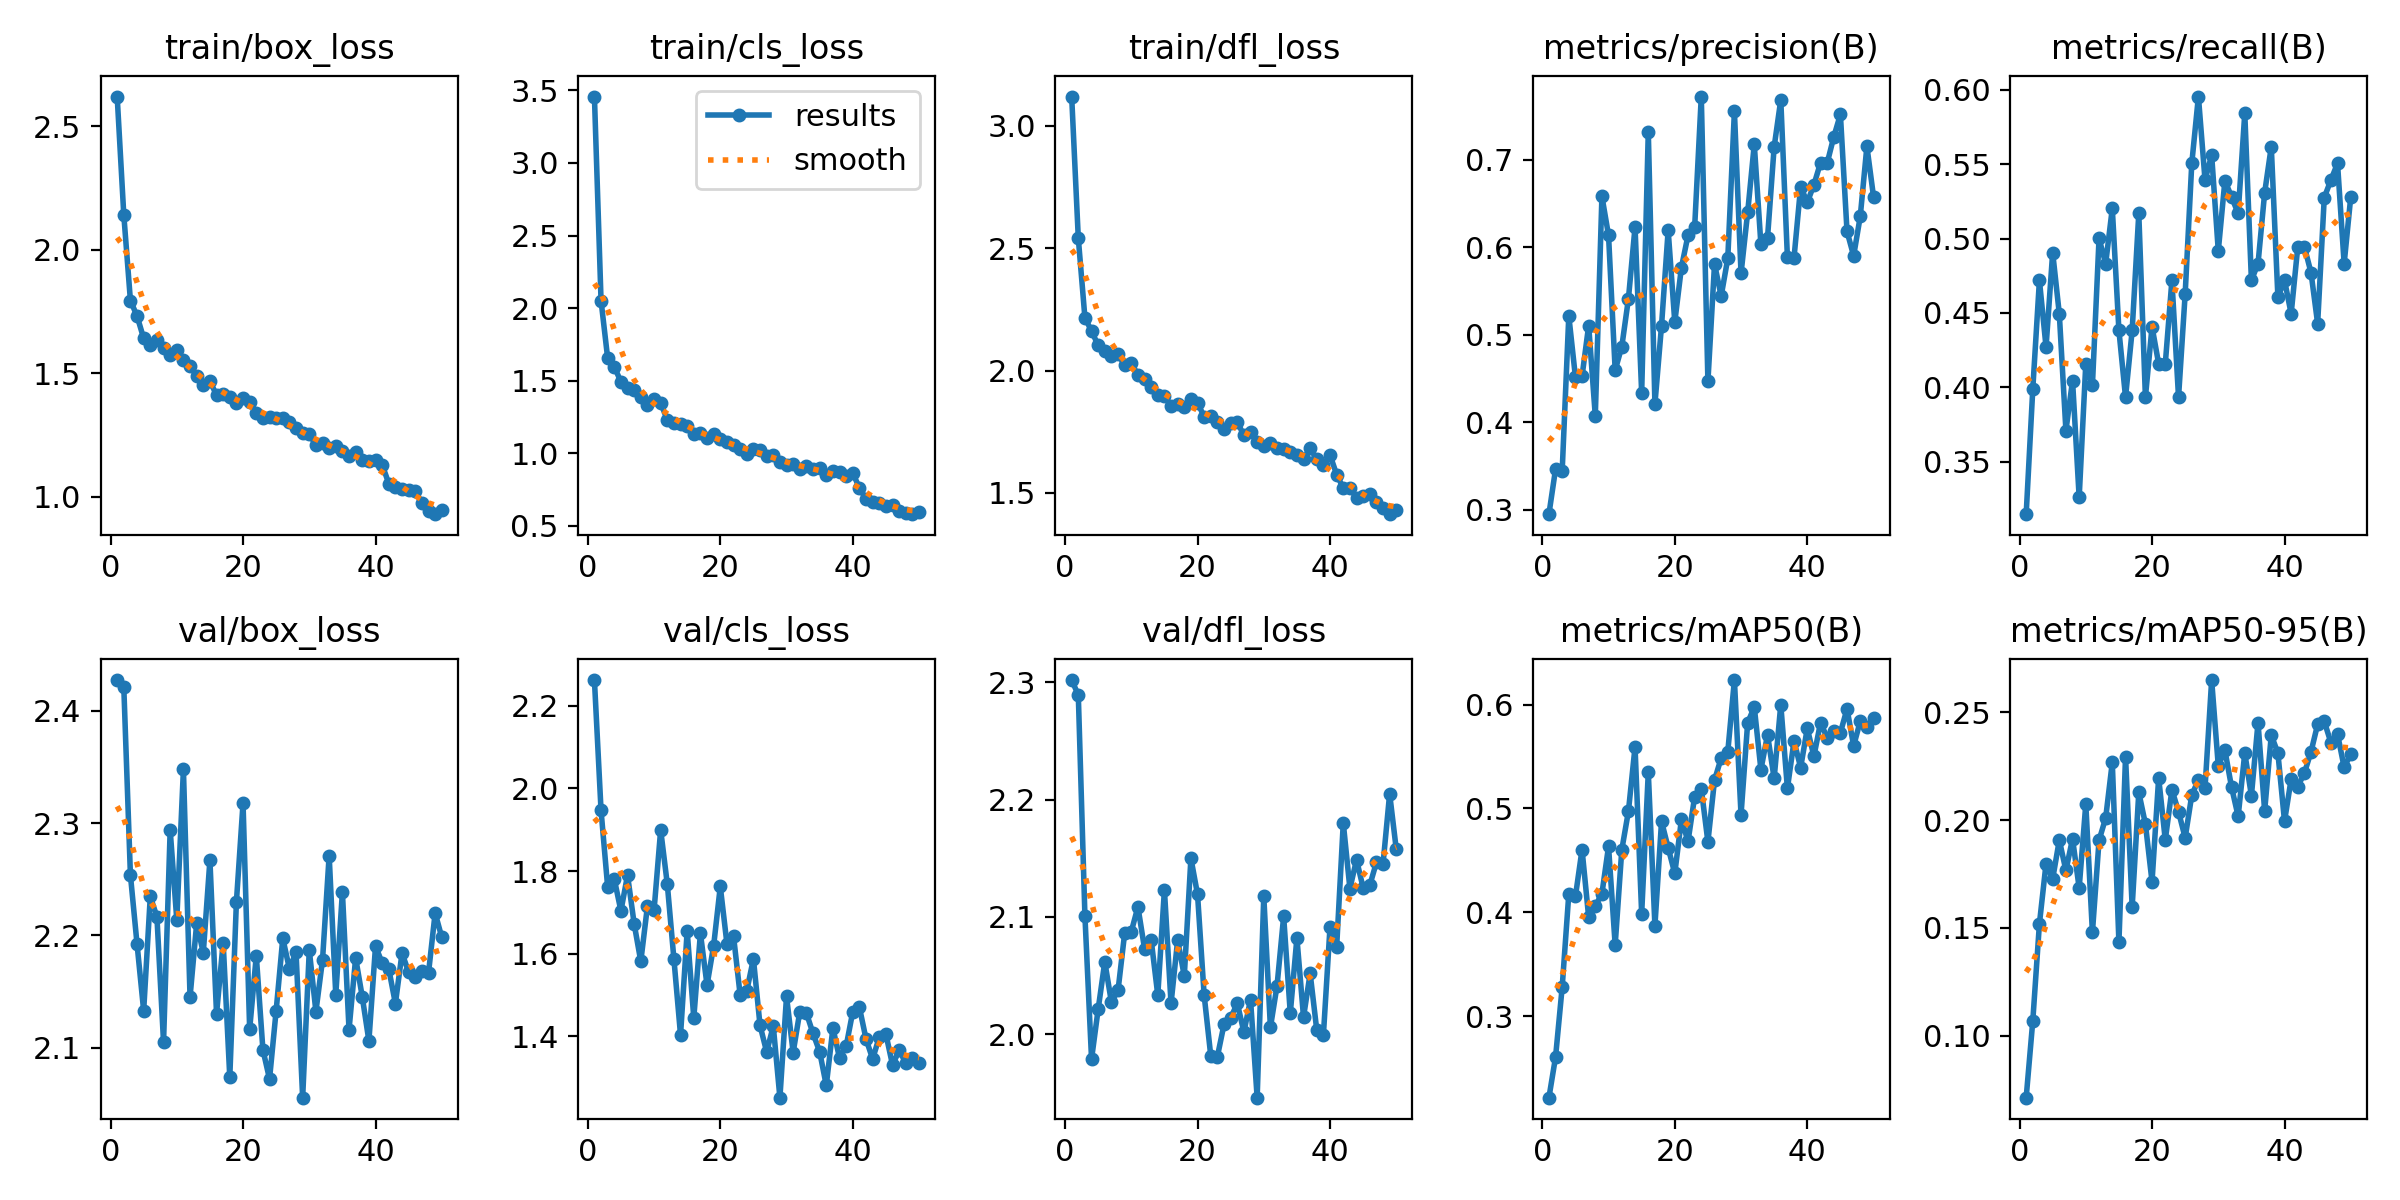 train/box_loss
train/cls_loss
train/dfl_loss
metrics/precision(B)
metrics/recall(B)
2.5
2.0
1.5
1.0
0 20 40
3.5
3.0
2.5
2.0
1.5
1.0
0.5
results
smooth
0 20 40
3.0
2.5
2.0
1.5
0 20 40
0.7
0.6
0.5
0.4
0.3
0 20 40
0.60
0.55
0.50
0.45
0.40
0.35
0 20 40
val/box_loss
val/cls_loss
val/dfl_loss
metrics/mAP50(B)
metrics/mAP50-95(B)
2.4
2.3
2.2
2.1
0 20 40
2.2
2.0
1.8
1.6
1.4
0 20 40
2.3
2.2
2.1
2.0
0 20 40
0.6
0.5
0.4
0.3
0 20 40
0.25
0.20
0.15
0.10
0 20 40